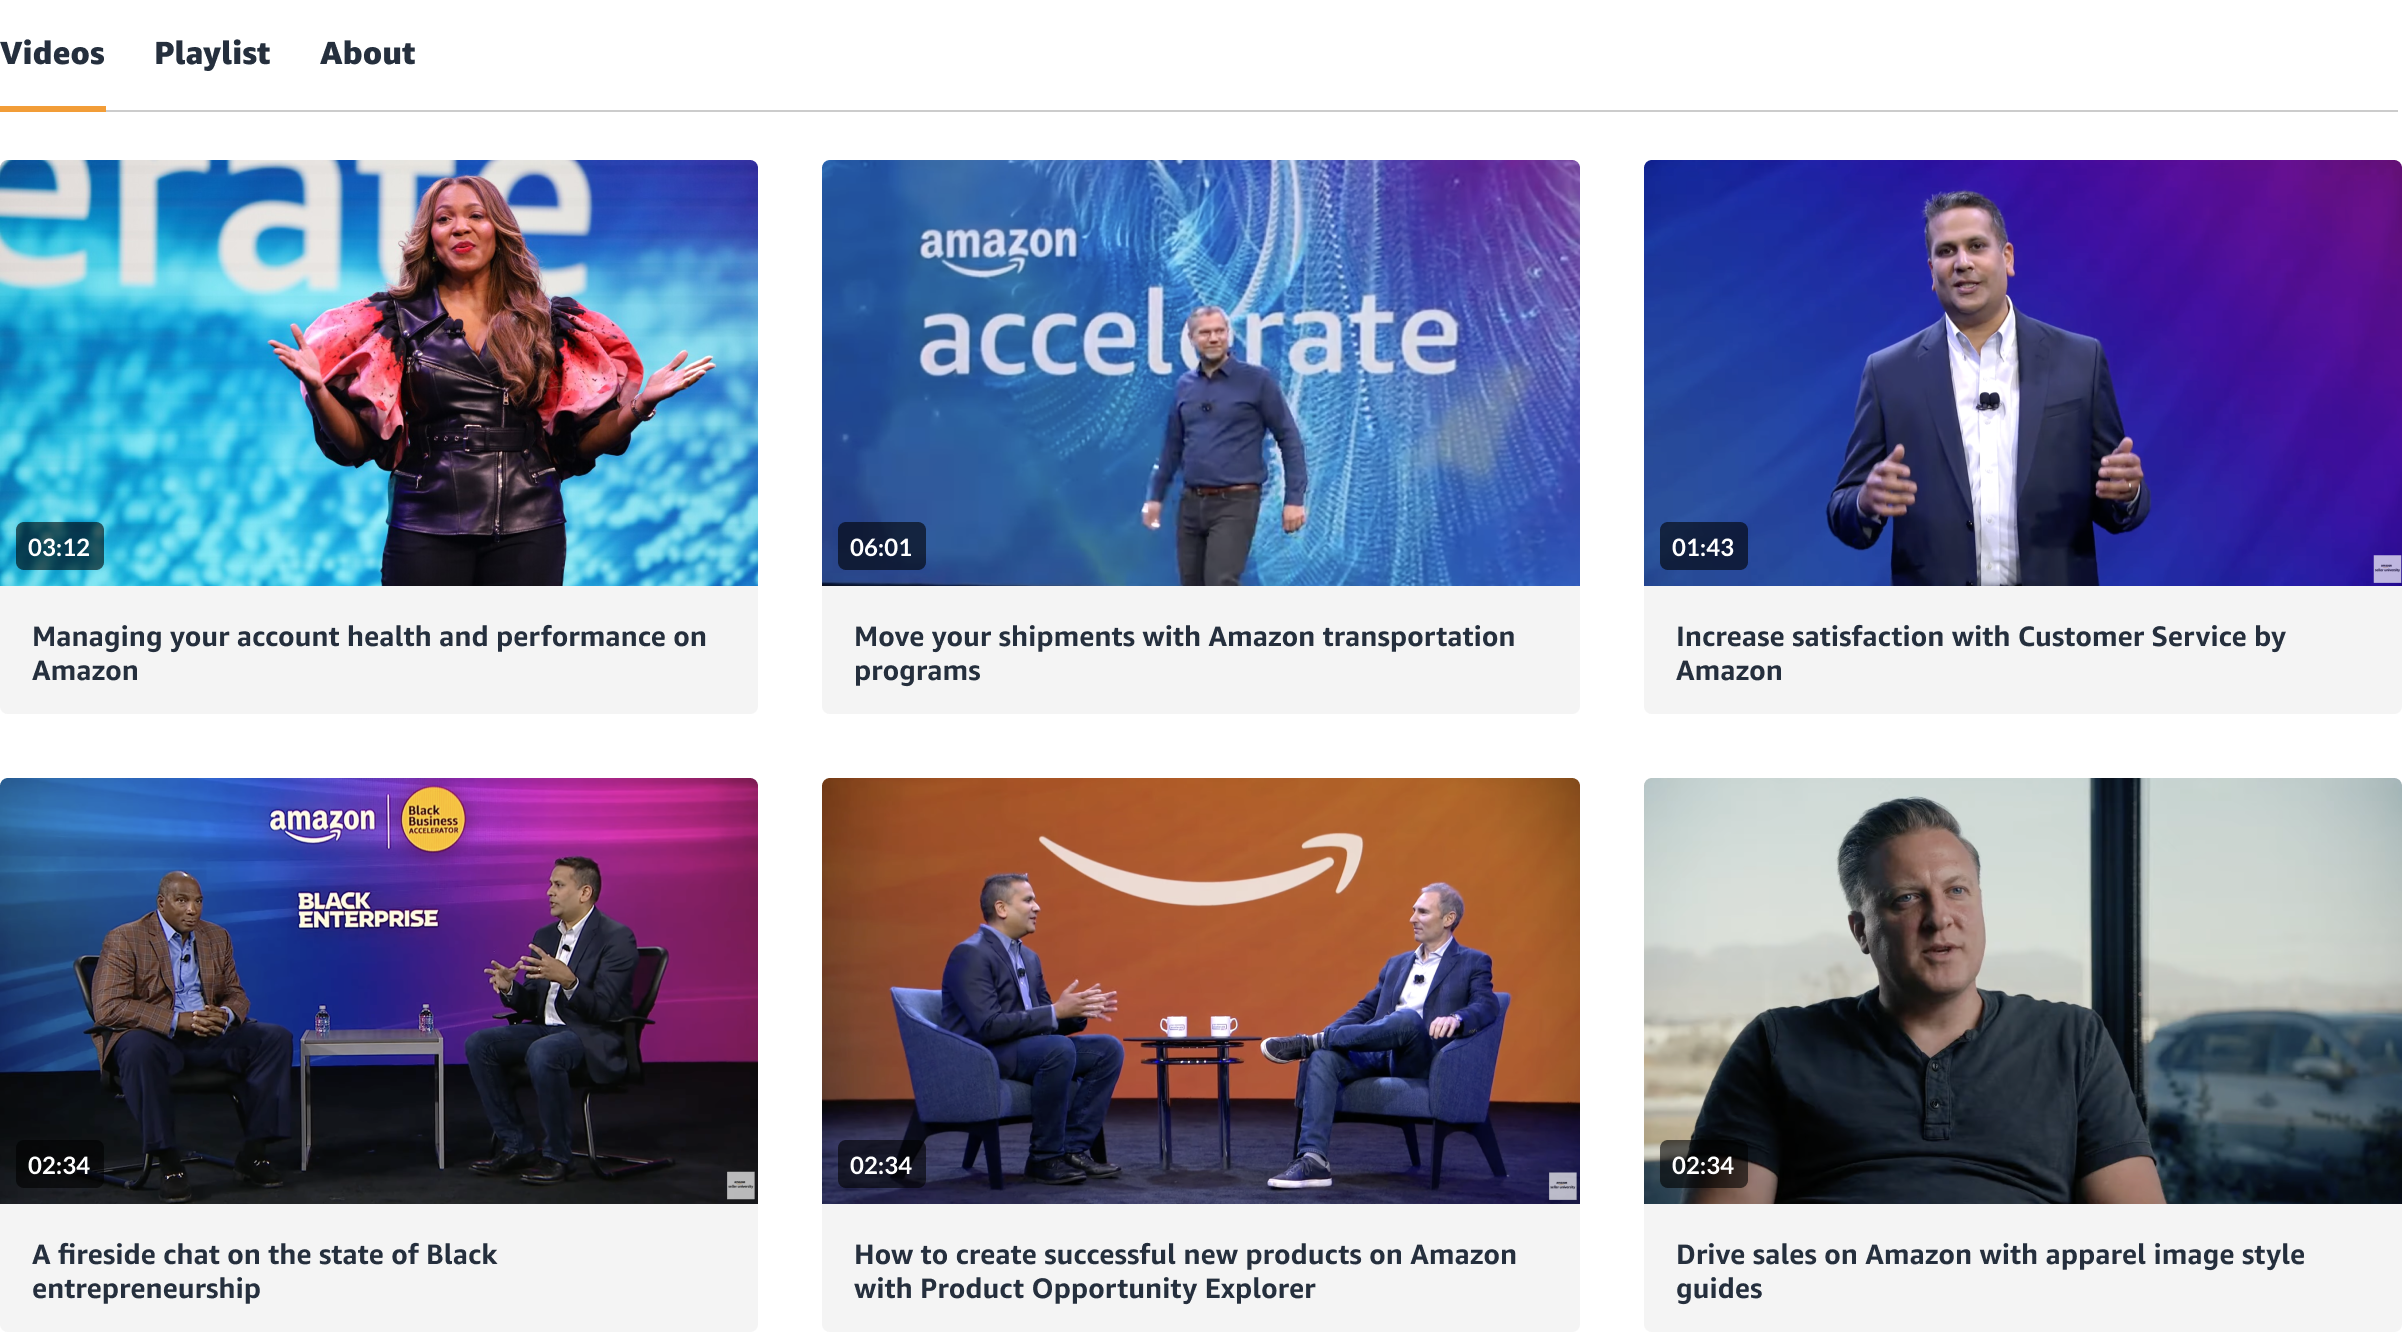 Videos Playlist About
erate
03:12
Managing your account health and performance on
Amazon
amazon
accelerate
06:01
Move your shipments with Amazon transportation
programs
01:43
Increase satisfaction with Customer Service by
Amazon
amazon
Black
Business
ACCELERATOR
BLACK
ENTERPRISE
02:34
A fireside chat on the state of Black
entrepreneurship
02:34
How to create successful new products on Amazon
with Product Opportunity Explorer
02:34
Drive sales on Amazon with apparel image style
guides